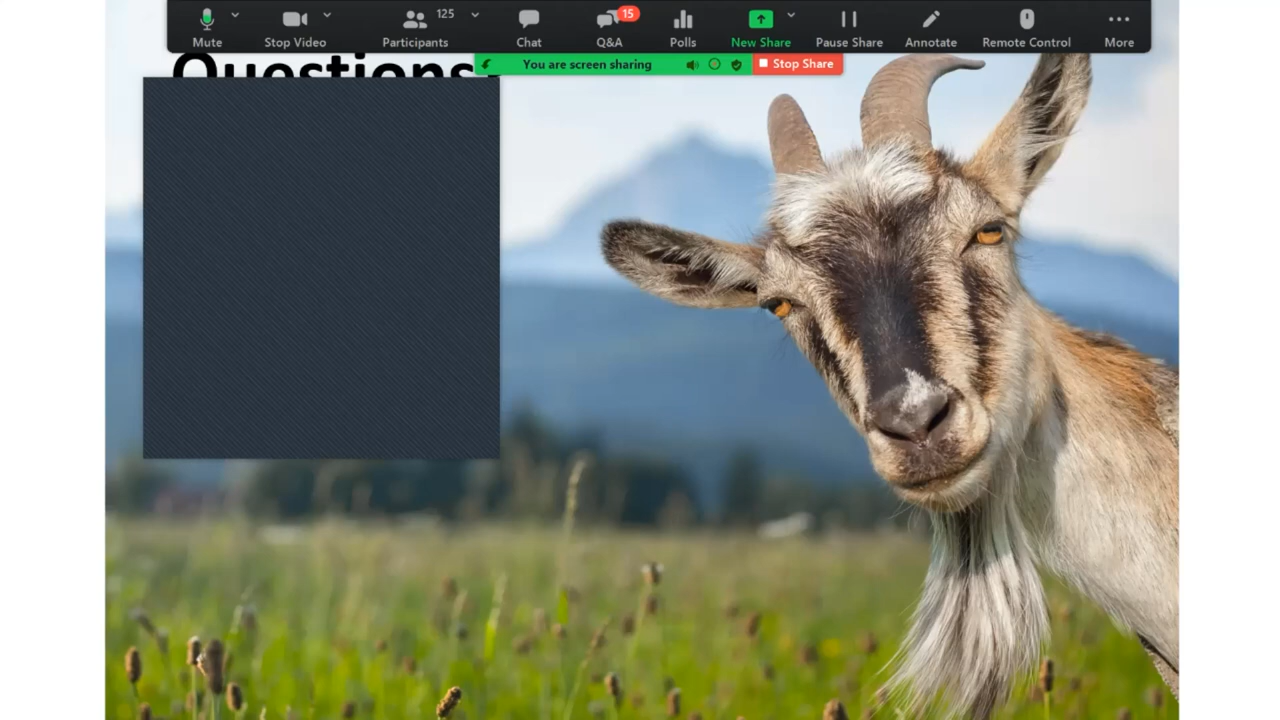 125
15
Mute
Stop Video
Participants
Chat
Q&A
Polls
New Share
Pause Share
Annotate
Remote Control
More
You are screen sharing
Stop Share
Questions